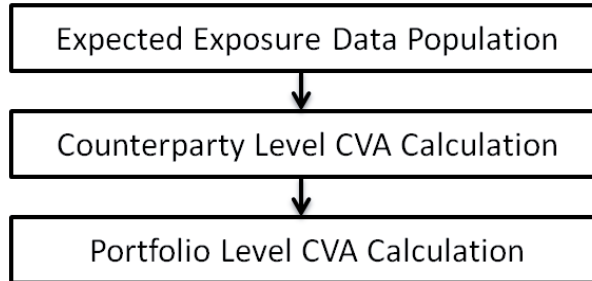 Expected Exposure Data Population
Counterparty Level CVA Calculation
Portfolio Level CVA Calculation